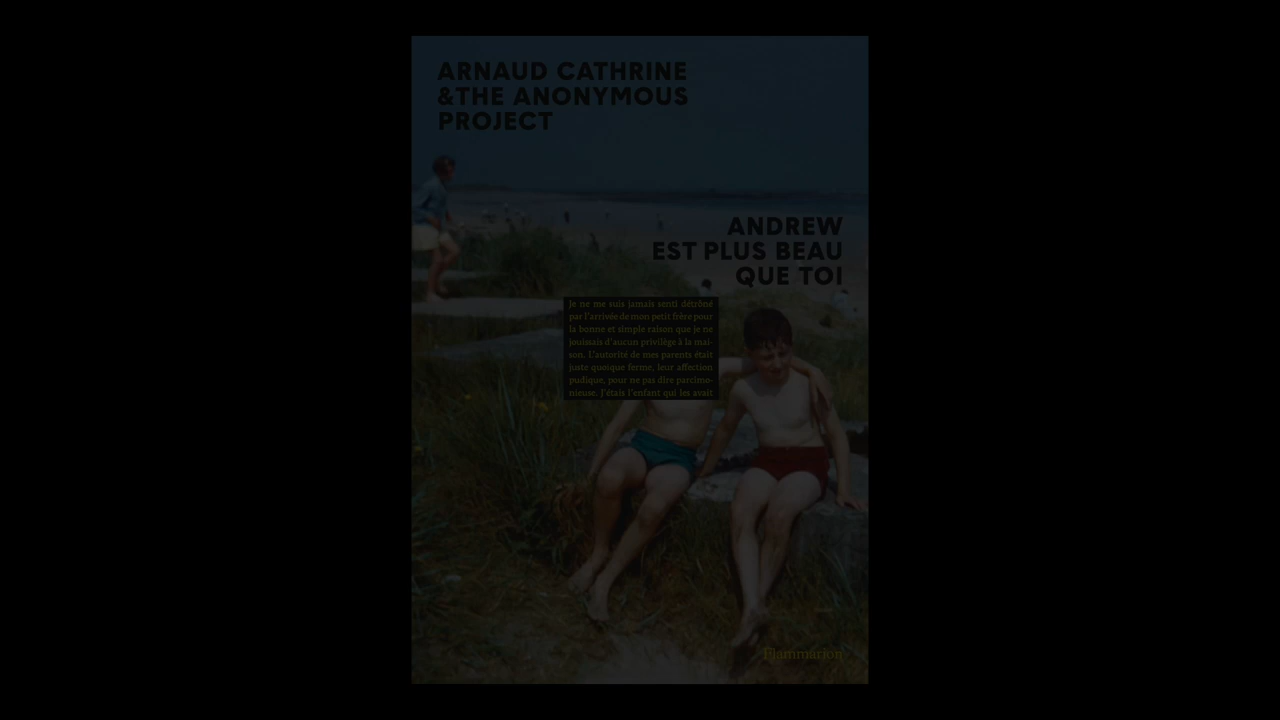 ARNAUD CATHRINE
&THE ANONYMOUS
PROJECT
ANDREW
EST PLUS BEAU
QUE TOI
Je ne me suis jamais senti détrôné
par l'arrivée de mon petit frère pour
la bonne et simple raison que je ne
jouissais d'aucun privilège à la mai-
son. L'autorité de mes parents était
juste quoique ferme, leur affection
pudique, pour ne pas dire parcimo-
nieuse. J'étais l'enfant qui les avait
Flammarion